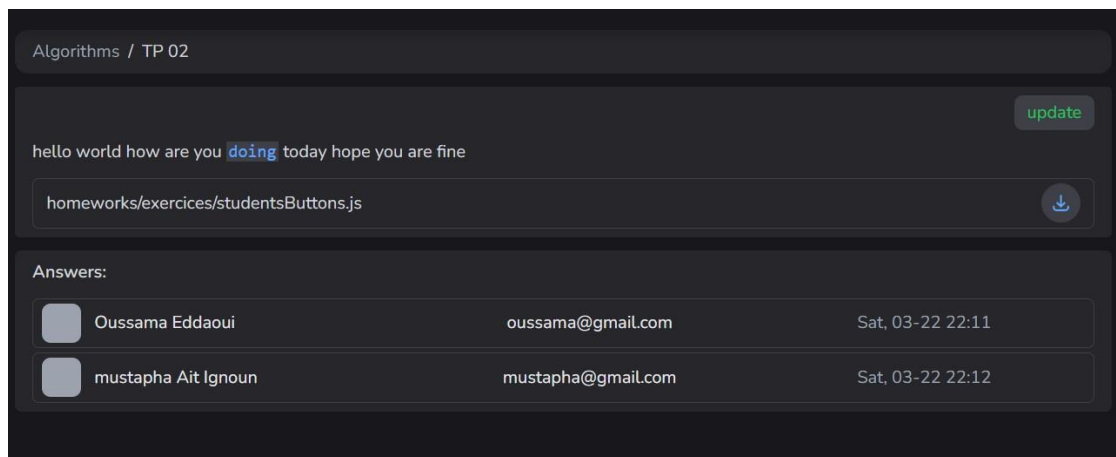 Algorithms / TP 02
update
hello world how are you doing today hope you are fine
homeworks/exercices/studentsButtons.js
Answers:
Oussama Eddaoui oussama@gmail.com Sat, 03-22 22:11
mustapha Ait Ignoun mustapha@gmail.com Sat, 03-22 22:12